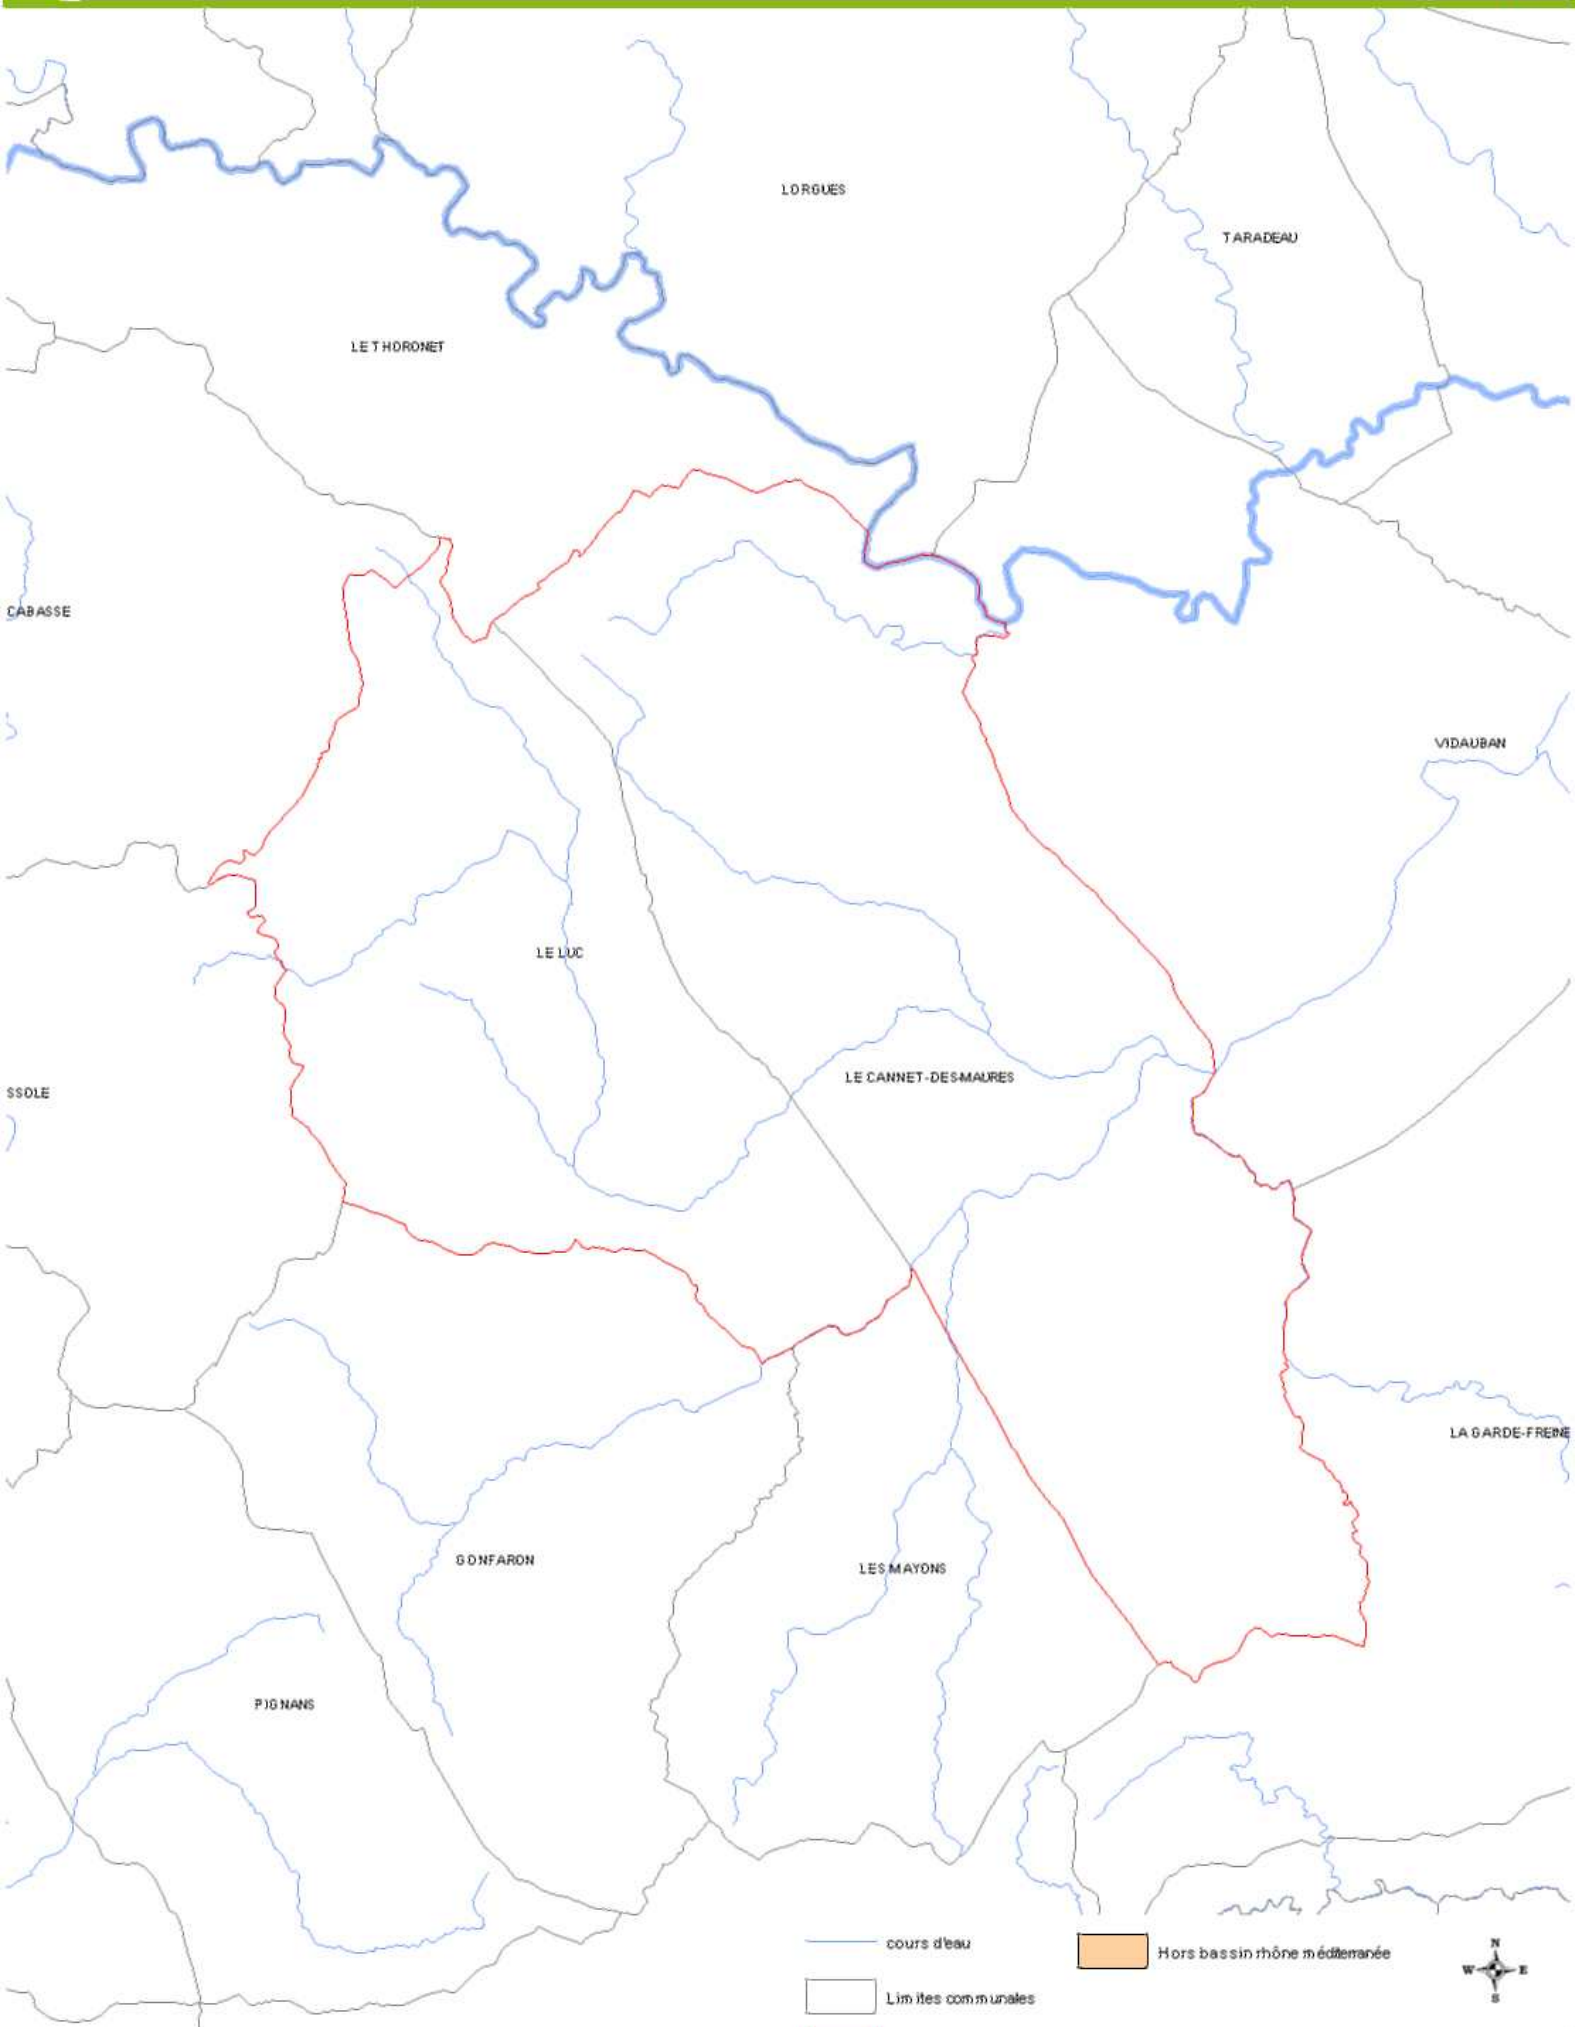 LORGUES
TARADEAU
LE THORONET
CABASSE
VIDAUBAN
LE LUC
LE CANNET-DES-MAURES
SSOLE
LA GARDE-FREINE
GONFARON
LES MAYONS
PIGNANS
cours d'eau
Hors bassin rhône méditerranée
Limites communales
N
W E
S